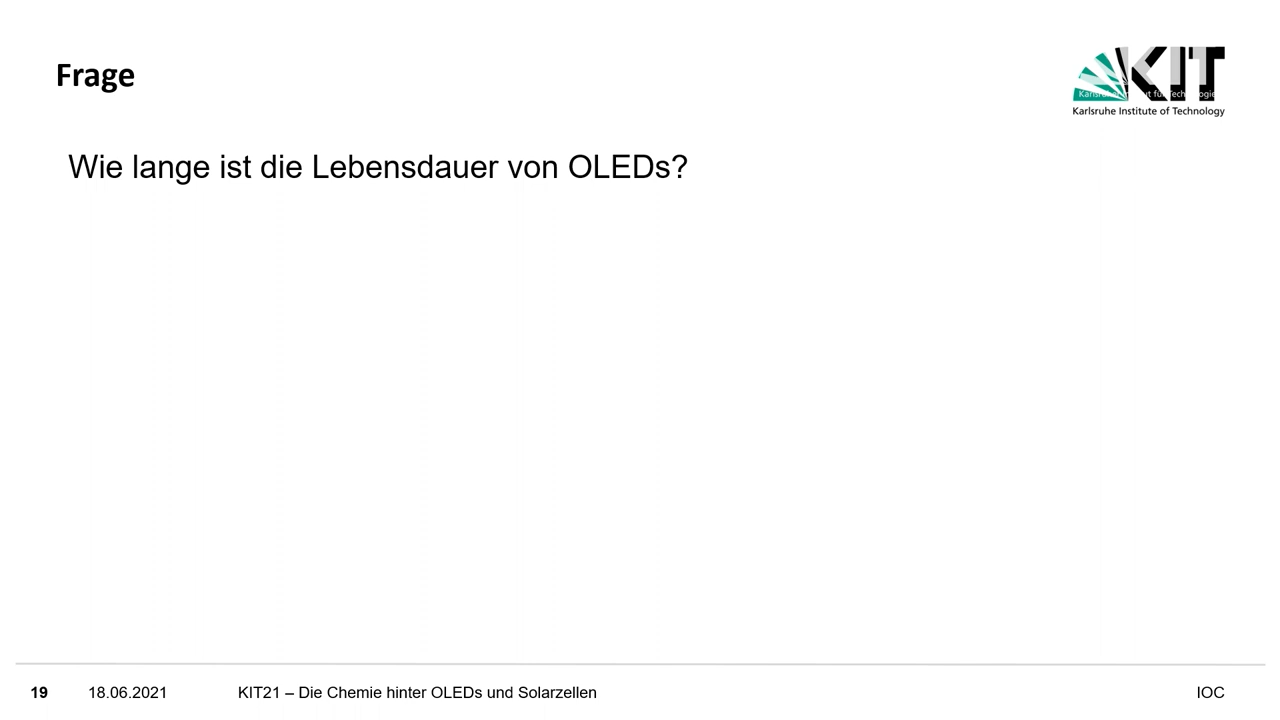 Frage
KIT
Karlsruhe Institute of Technology
Wie lange ist die Lebensdauer von OLEDs?
19 18.06.2021 KIT21 – Die Chemie hinter OLEDs und Solarzellen IOC